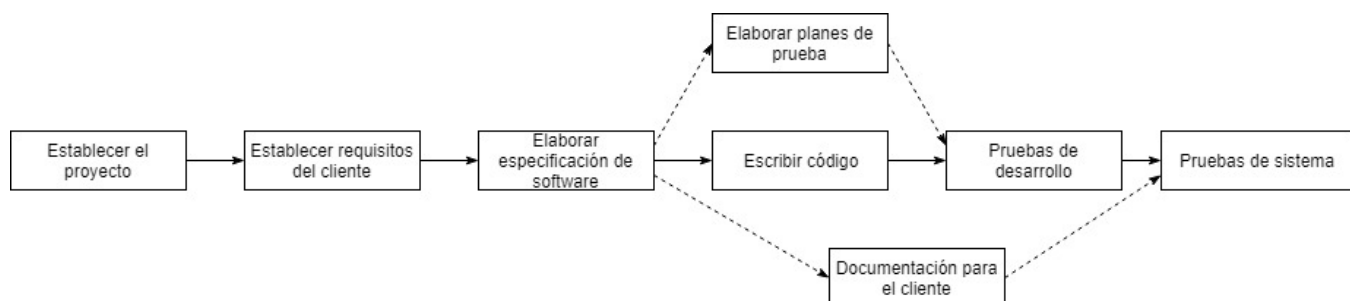 Elaborar planes de
prueba
Establecer el
proyecto
Establecer requisitos
del cliente
Elaborar
especificación de
software
Escribir código
Pruebas de
desarrollo
Pruebas de sistema
Documentación para
el cliente